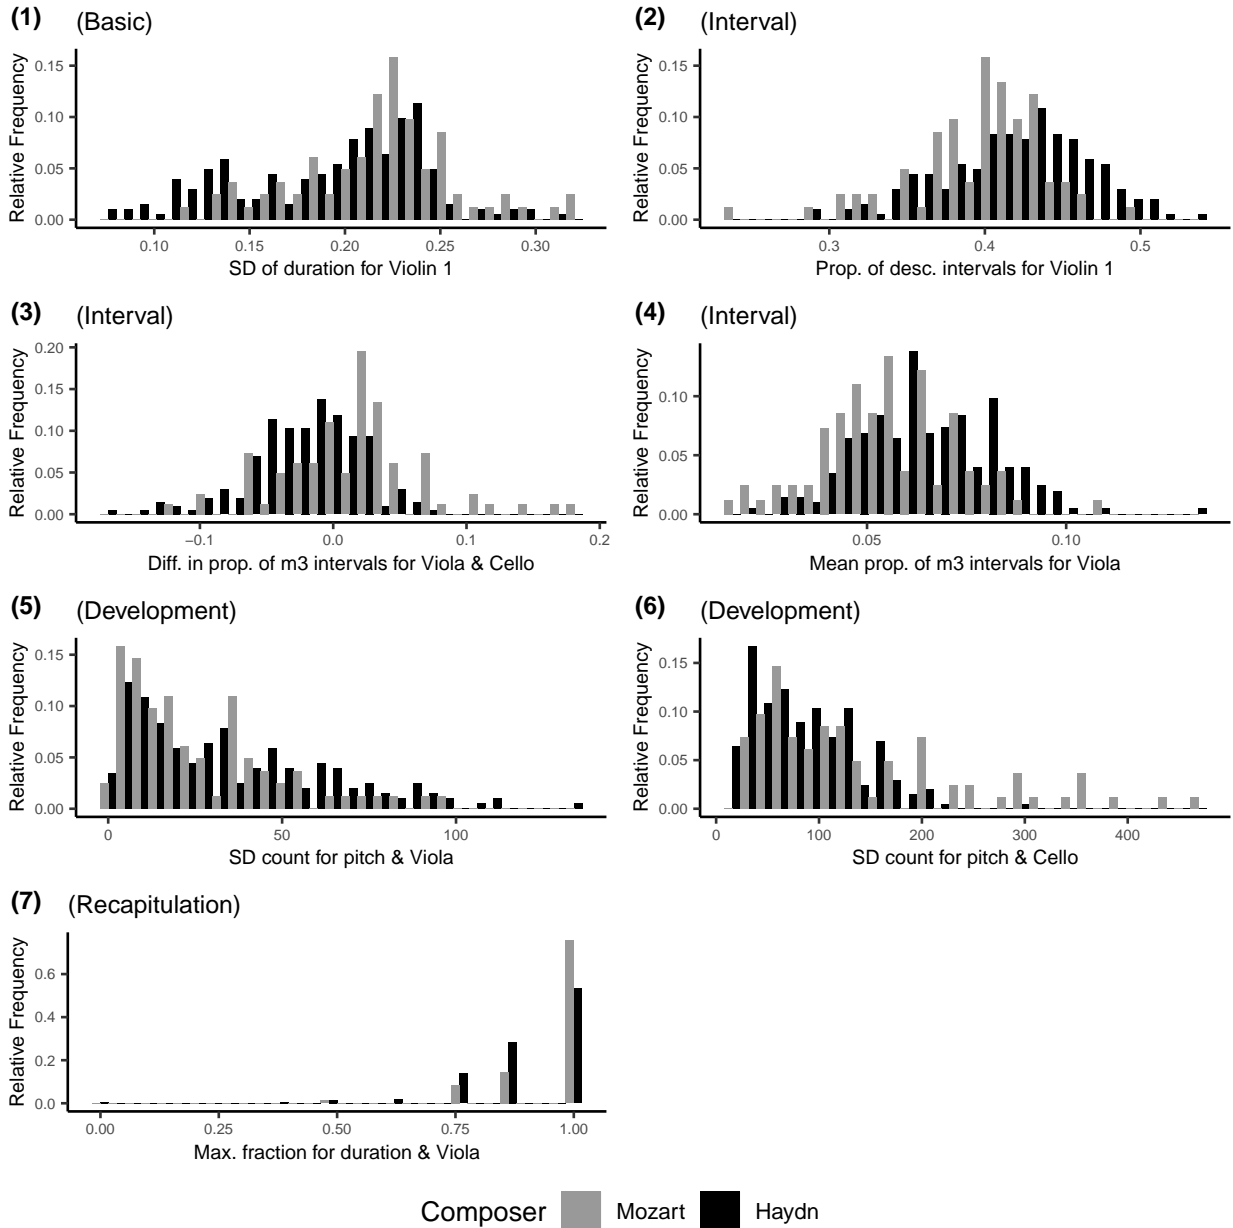 (1) (Basic)
Relative Frequency
0.15
0.10
0.05
0.00
0.10 0.15 0.20 0.25 0.30
SD of duration for Violin 1
(2) (Interval)
Relative Frequency
0.15
0.10
0.05
0.00
0.3 0.4 0.5
Prop. of desc. intervals for Violin 1
(3) (Interval)
Relative Frequency
0.20
0.15
0.10
0.05
0.00
−0.1 0.0 0.1 0.2
Diff. in prop. of m3 intervals for Viola & Cello
(4) (Interval)
Relative Frequency
0.10
0.05
0.00
0.05 0.10
Mean prop. of m3 intervals for Viola
(5) (Development)
Relative Frequency
0.15
0.10
0.05
0.00
0 50 100
SD count for pitch & Viola
(6) (Development)
Relative Frequency
0.15
0.10
0.05
0.00
0 100 200 300 400
SD count for pitch & Cello
(7) (Recapitulation)
Relative Frequency
0.6
0.4
0.2
0.0
0.00 0.25 0.50 0.75 1.00
Max. fraction for duration & Viola
Composer Mozart Haydn